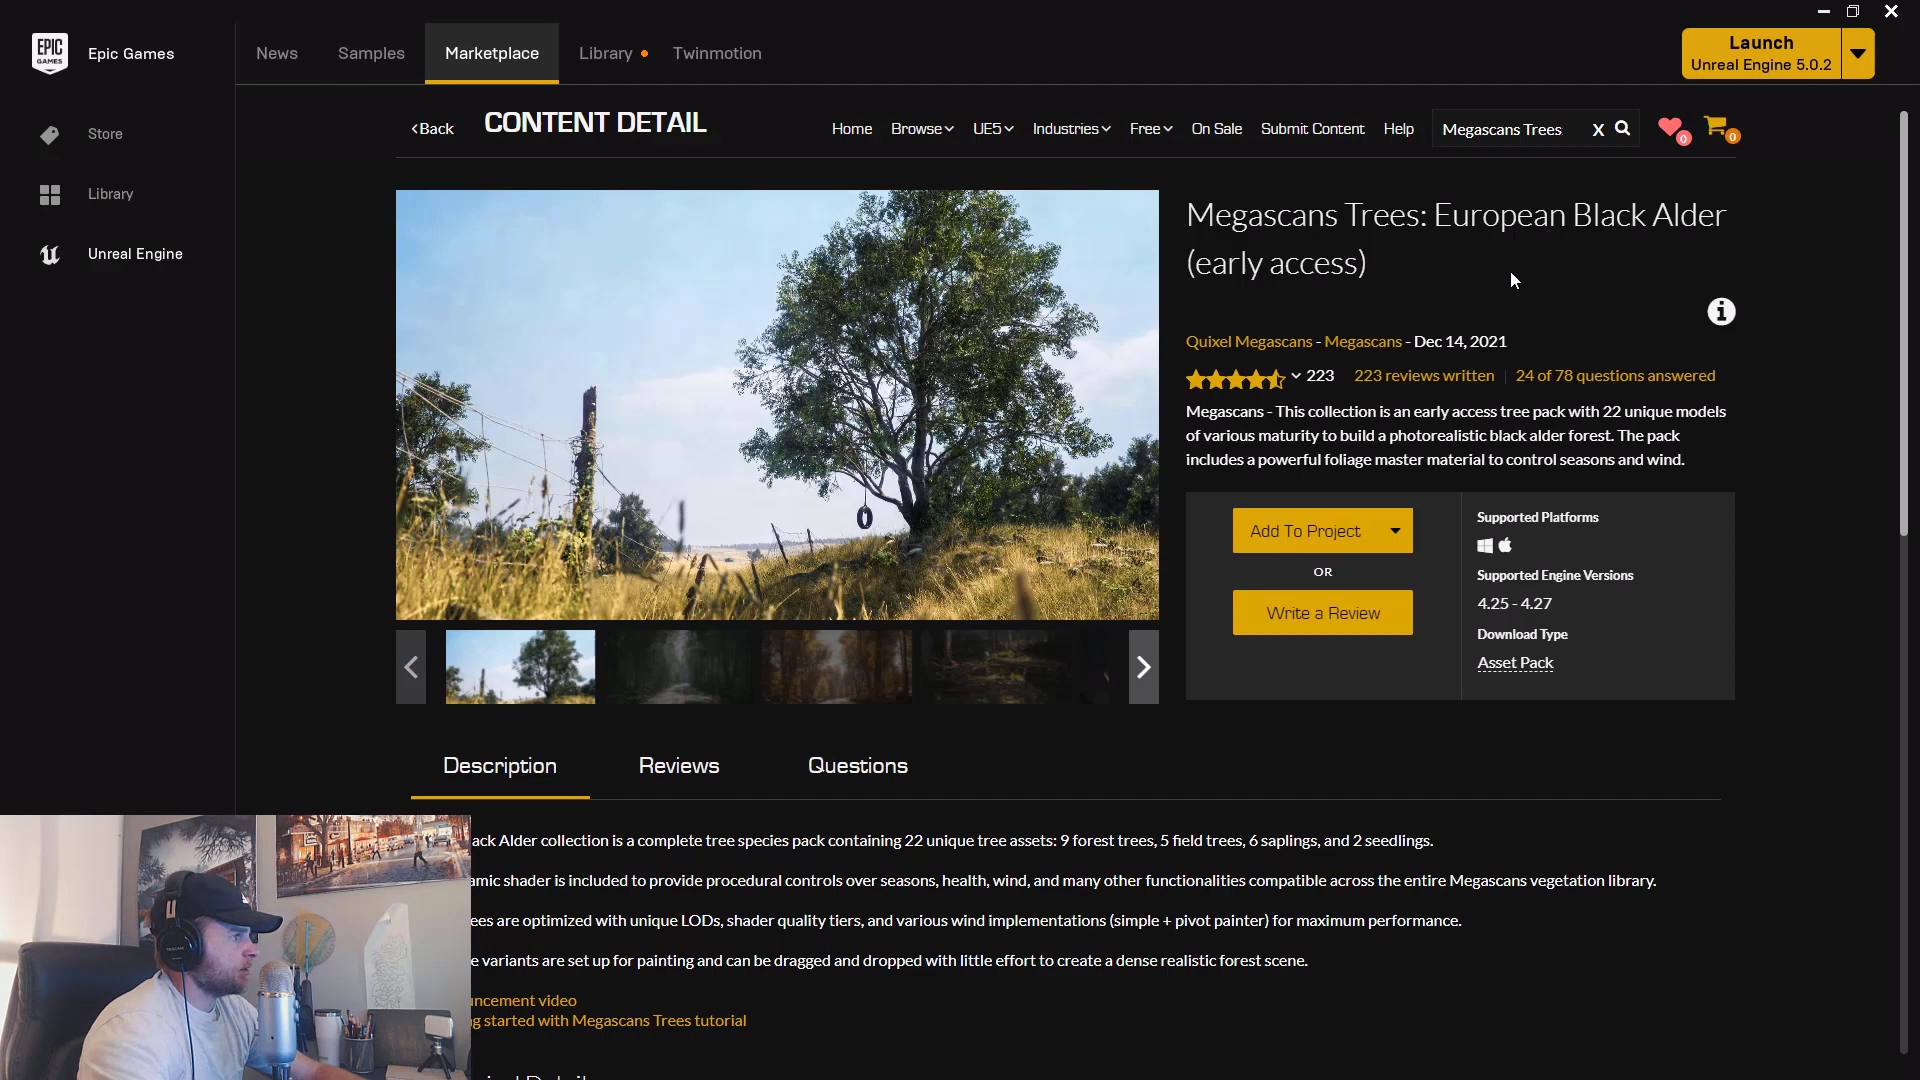 EPIC
GAMES
Epic Games
News
Samples
Marketplace
Library
Twinmotion
Launch
Unreal Engine 5.0.2
Store
Library
Unreal Engine
<Back
CONTENT DETAIL
Home
Browse
UE5
Industries
Free
On Sale
Submit Content
Help
Megascans Trees
X
0
0
Megascans Trees: European Black Alder
(early access)
Quixel Megascans - Megascans - Dec 14, 2021
223
223 reviews written
24 of 78 questions answered
Megascans - This collection is an early access tree pack with 22 unique models
of various maturity to build a photorealistic black alder forest. The pack
includes a powerful foliage master material to control seasons and wind.
Add To Project
OR
Write a Review
Supported Platforms
Supported Engine Versions
4.25 - 4.27
Download Type
Asset Pack
Description
Reviews
Questions
ack Alder collection is a complete tree species pack containing 22 unique tree assets: 9 forest trees, 5 field trees, 6 saplings, and 2 seedlings.
amic shader is included to provide procedural controls over seasons, health, wind, and many other functionalities compatible across the entire Megascans vegetation library.
ees are optimized with unique LODs, shader quality tiers, and various wind implementations (simple + pivot painter) for maximum performance.
e variants are set up for painting and can be dragged and dropped with little effort to create a dense realistic forest scene.
uncement video
g started with Megascans Trees tutorial